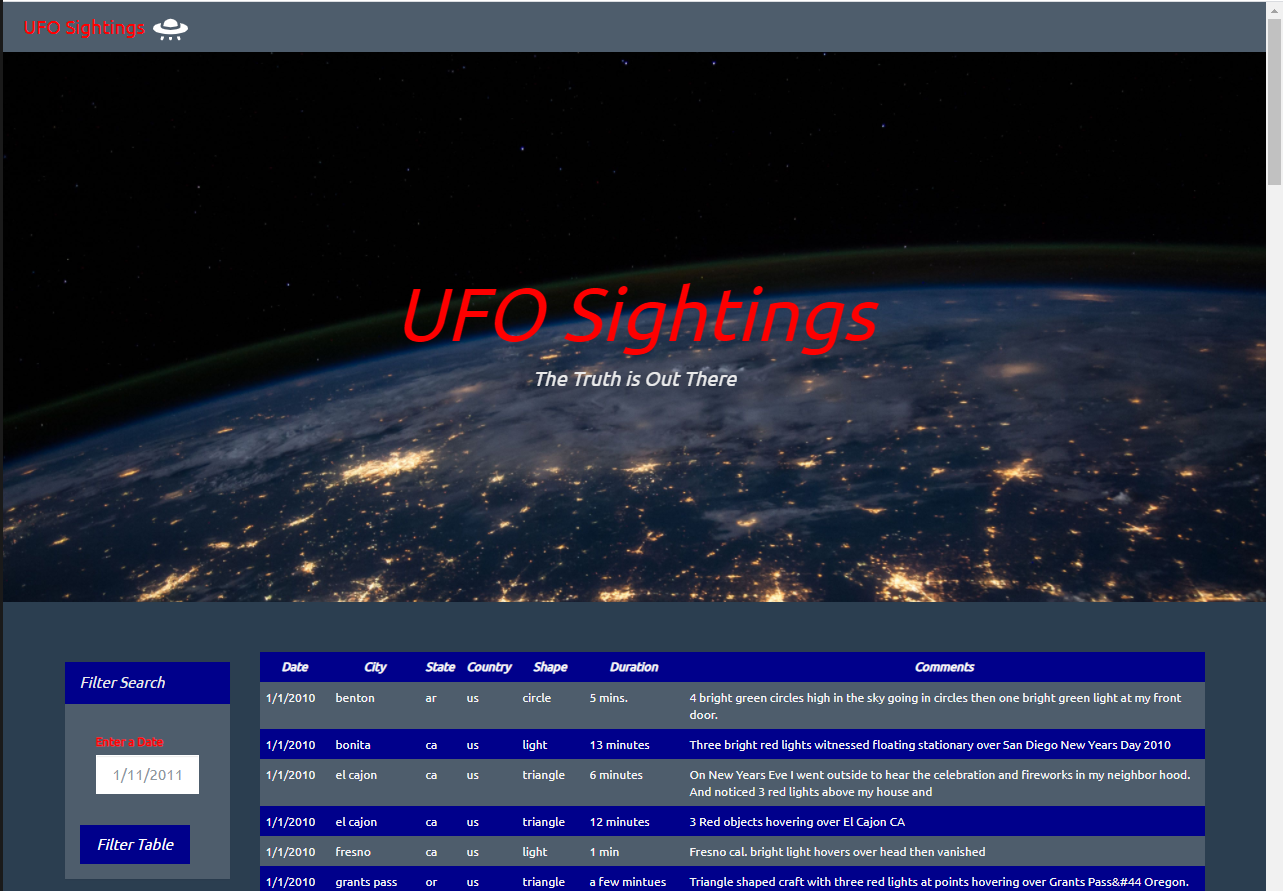 UFO Sightings
UFO Sightings
The Truth is Out There
Filter Search
Enter a Date
1/11/2011
Filter Table
Date City State Country Shape Duration Comments
1/1/2010 benton ar us circle 5 mins. 4 bright green circles high in the sky going in circles then one bright green light at my front
door.
1/1/2010 bonita ca us light 13 minutes Three bright red lights witnessed floating stationary over San Diego New Years Day 2010
1/1/2010 el cajon ca us triangle 6 minutes On New Years Eve I went outside to hear the celebration and fireworks in my neighbor hood.
And noticed 3 red lights above my house and
1/1/2010 el cajon ca us triangle 12 minutes 3 Red objects hovering over El Cajon CA
1/1/2010 fresno ca us light 1 min Fresno cal. bright light hovers over head then vanished
1/1/2010 grants pass or us triangle a few mintues Triangle shaped craft with three red lights at points hovering over Grants Pass&#44 Oregon.